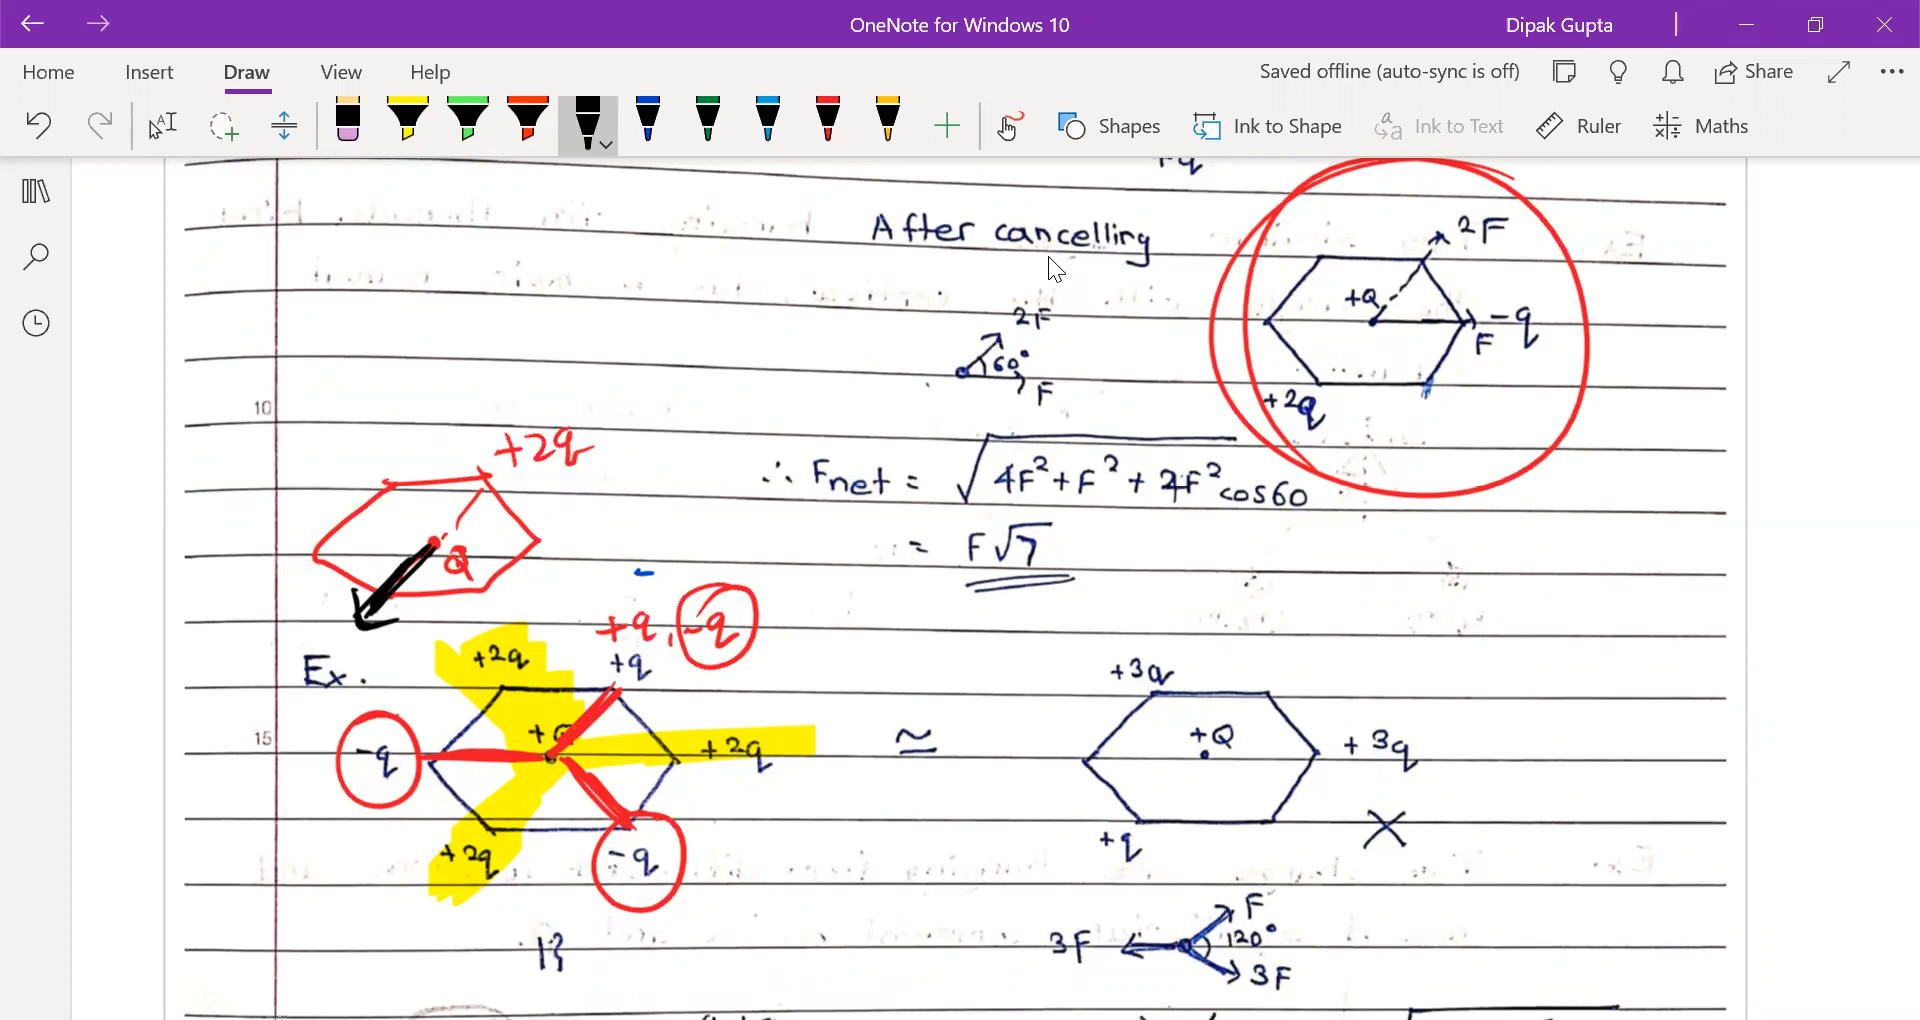 OneNote for Windows 10
Dipak Gupta
Home Insert Draw View Help
Saved offline (auto-sync is off)
Share
Shapes
Ink to Shape
Ink to Text
Ruler
Maths
+q
After cancelling
2F
+Q
F
-q
+2q
2F
60°
F
10
+2q
Q
∴ Fnet = √4F²+F²+4F²cos60
= F√7
+q, -q
Ex.
+2q
+q
+3q
15
-q
+Q
+2q
≃
+Q
+3q
+2q
-q
+q
F
3F
120°
3F